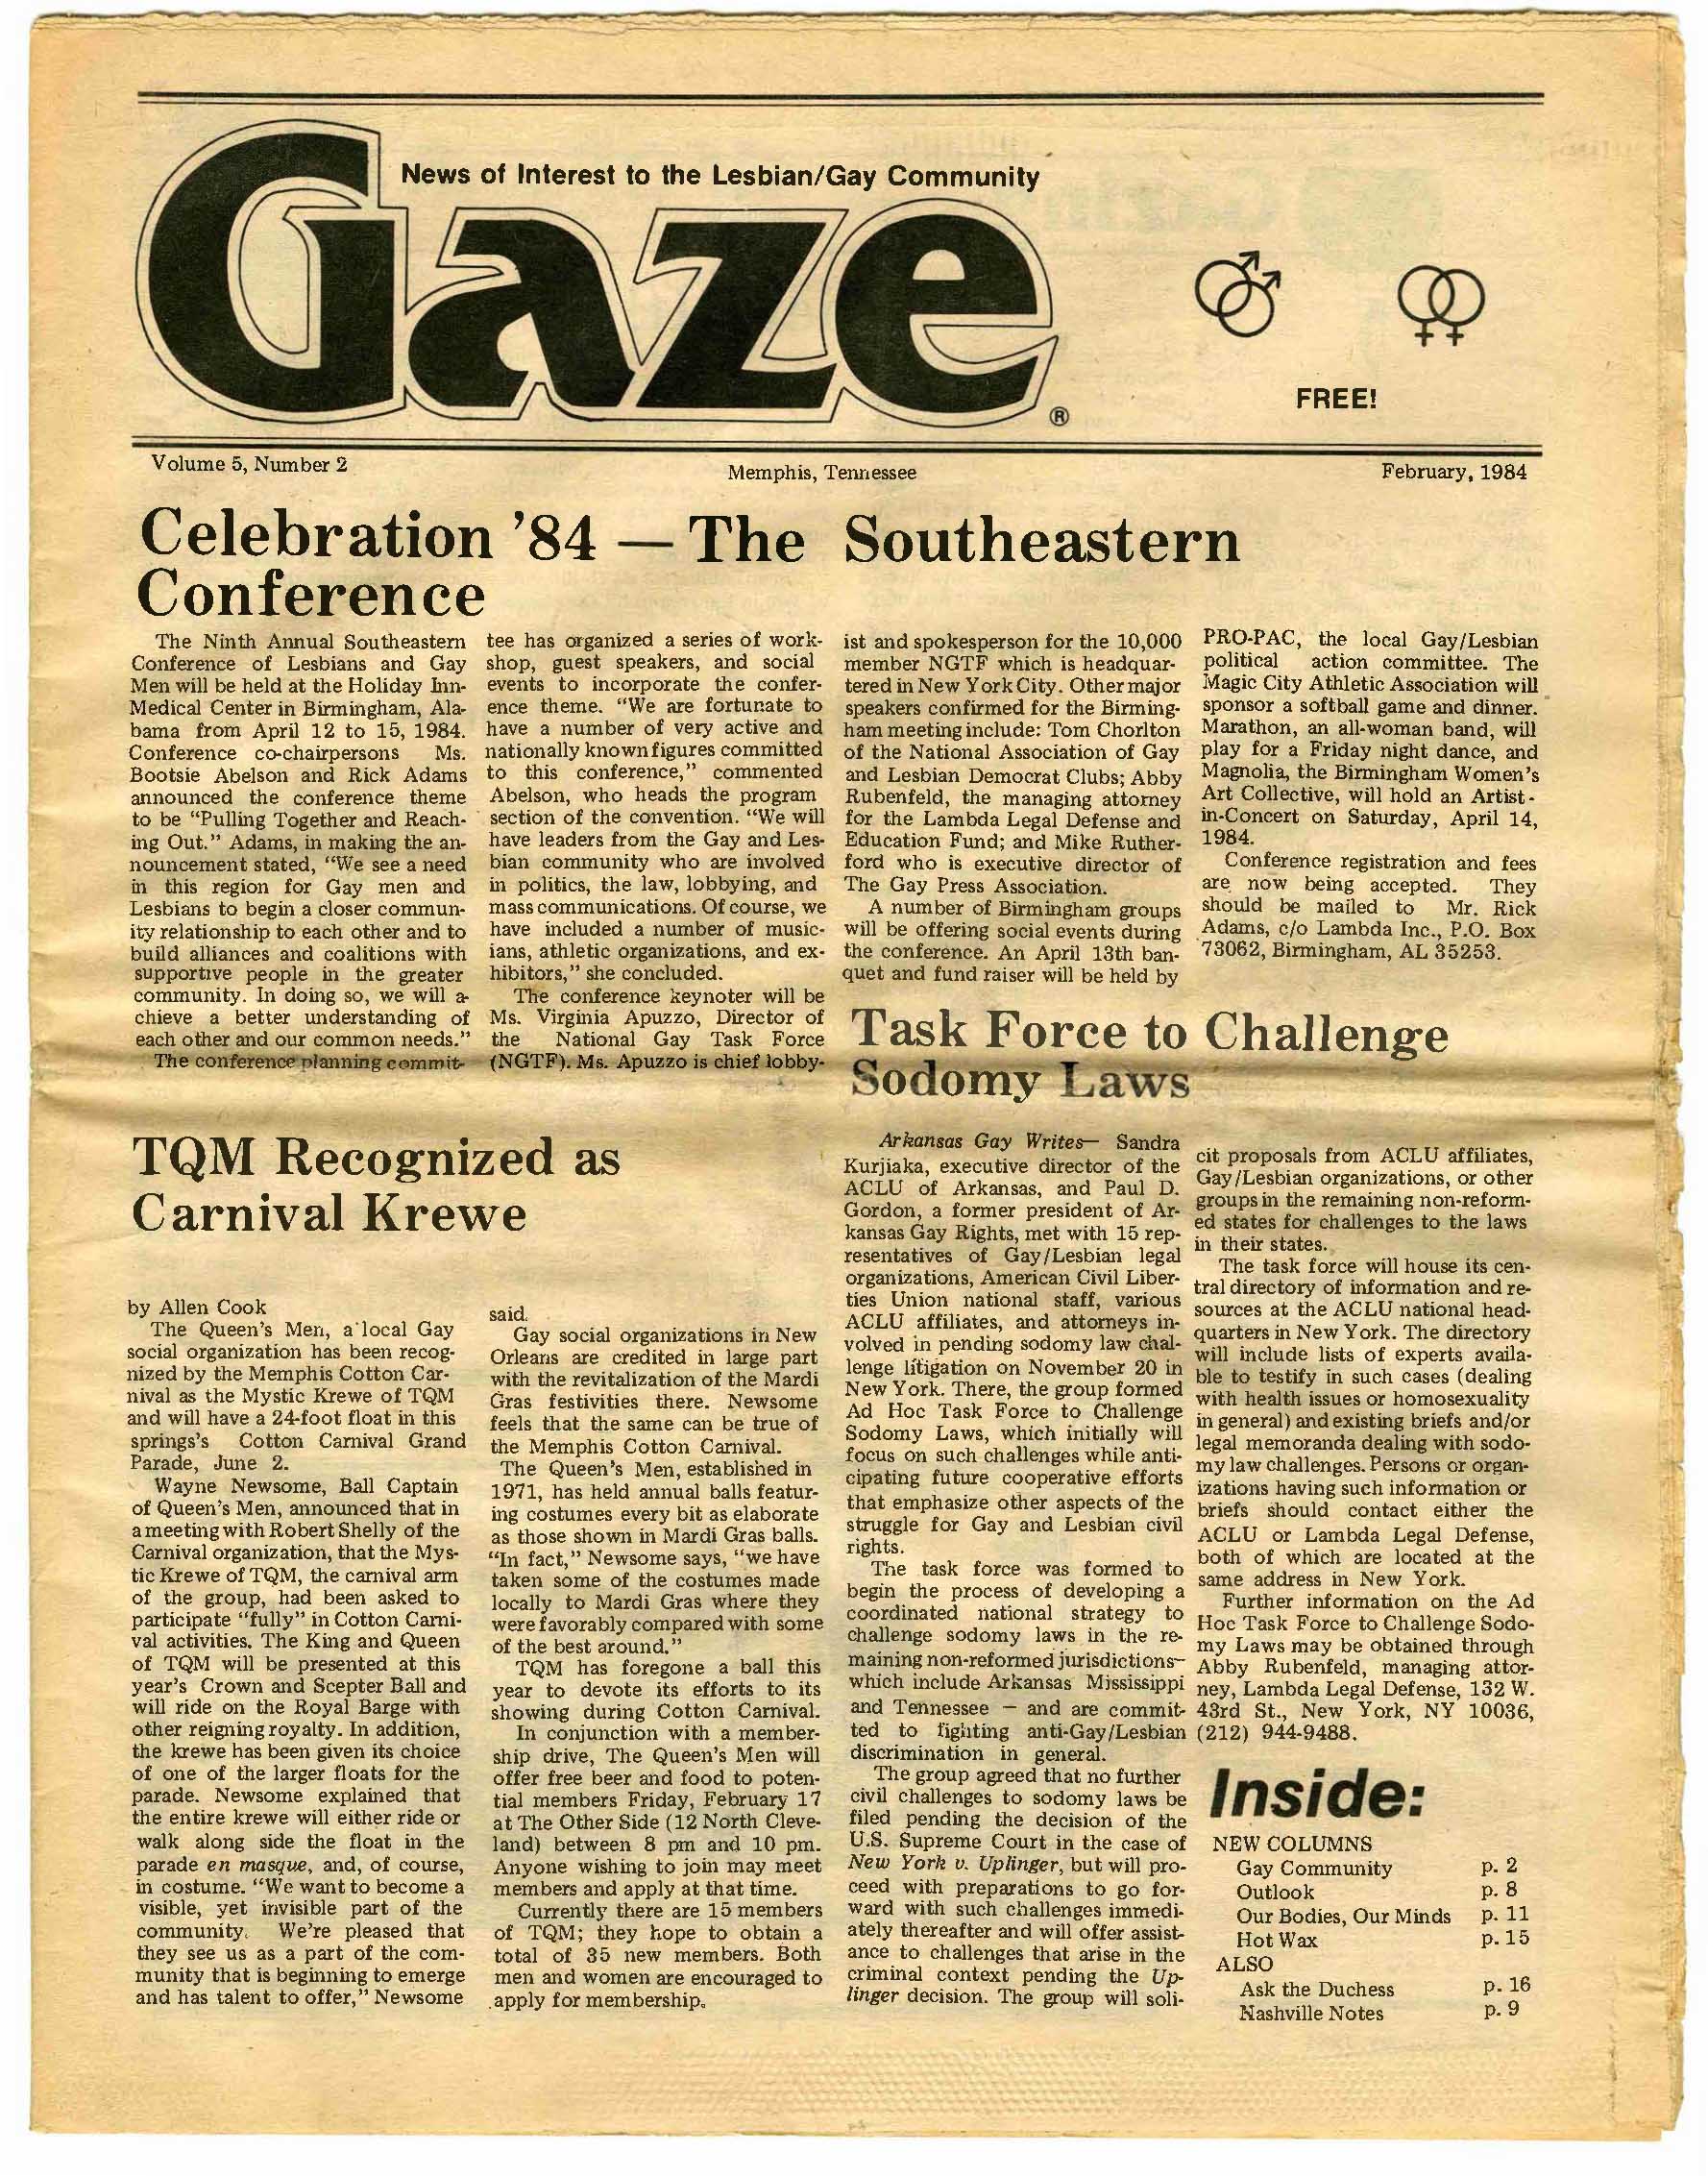 News of Interest to the Lesbian/Gay Community
Gaze®
FREE!
Volume 5, Number 2
Memphis, Tennessee
February, 1984
Celebration '84 — The Southeastern
Conference
The Ninth Annual Southeastern
Conference of Lesbians and Gay
Men will be held at the Holiday Inn-
Medical Center in Birmingham, Ala-
bama from April 12 to 15, 1984.
Conference co-chairpersons Ms.
Bootsie Abelson and Rick Adams
announced the conference theme
to be “Pulling Together and Reach-
ing Out.” Adams, in making the an-
nouncement stated, “We see a need
in this region for Gay men and
Lesbians to begin a closer commun-
ity relationship to each other and to
build alliances and coalitions with
supportive people in the greater
community. In doing so, we will a-
chieve a better understanding of
each other and our common needs.”
The conference planning commit-
tee has organized a series of work-
shop, guest speakers, and social
events to incorporate the confer-
ence theme. “We are fortunate to
have a number of very active and
nationally known figures committed
to this conference,” commented
Abelson, who heads the program
section of the convention. “We will
have leaders from the Gay and Les-
bian community who are involved
in politics, the law, lobbying, and
mass communications. Of course, we
have included a number of music-
ians, athletic organizations, and ex-
hibitors,” she concluded.
The conference keynoter will be
Ms. Virginia Apuzzo, Director of
the National Gay Task Force
(NGTF). Ms. Apuzzo is chief lobby-
ist and spokesperson for the 10,000
member NGTF which is headquar-
tered in New York City. Other major
speakers confirmed for the Birming-
ham meeting include: Tom Chorlton
of the National Association of Gay
and Lesbian Democrat Clubs; Abby
Rubenfeld, the managing attorney
for the Lambda Legal Defense and
Education Fund; and Mike Ruther-
ford who is executive director of
The Gay Press Association.
A number of Birmingham groups
will be offering social events during
the conference. An April 13th ban-
quet and fund raiser will be held by
PRO-PAC, the local Gay/Lesbian
political action committee. The
Magic City Athletic Association will
sponsor a softball game and dinner.
Marathon, an all-woman band, will
play for a Friday night dance, and
Magnolia, the Birmingham Women's
Art Collective, will hold an Artist-
in-Concert on Saturday, April 14,
1984.
Conference registration and fees
are now being accepted. They
should be mailed to Mr. Rick
Adams, c/o Lambda Inc., P.O. Box
73062, Birmingham, AL 35253.
TQM Recognized as
Carnival Krewe
by Allen Cook
The Queen's Men, a local Gay
social organization has been recog-
nized by the Memphis Cotton Car-
nival as the Mystic Krewe of TQM
and will have a 24-foot float in this
springs's Cotton Carnival Grand
Parade, June 2.
Wayne Newsome, Ball Captain
of Queen's Men, announced that in
a meeting with Robert Shelly of the
Carnival organization, that the Mys-
tic Krewe of TQM, the carnival arm
of the group, had been asked to
participate “fully” in Cotton Carni-
val activities. The King and Queen
of TQM will be presented at this
year's Crown and Scepter Ball and
will ride on the Royal Barge with
other reigning royalty. In addition,
the krewe has been given its choice
of one of the larger floats for the
parade. Newsome explained that
the entire krewe will either ride or
walk along side the float in the
parade en masque, and, of course,
in costume. “We want to become a
visible, yet invisible part of the
community. We're pleased that
they see us as a part of the com-
munity that is beginning to emerge
and has talent to offer,” Newsome
said.
Gay social organizations in New
Orleans are credited in large part
with the revitalization of the Mardi
Gras festivities there. Newsome
feels that the same can be true of
the Memphis Cotton Carnival.
The Queen's Men, established in
1971, has held annual balls featur-
ing costumes every bit as elaborate
as those shown in Mardi Gras balls.
“In fact,” Newsome says, “we have
taken some of the costumes made
locally to Mardi Gras where they
were favorably compared with some
of the best around.”
TQM has foregone a ball this
year to devote its efforts to its
showing during Cotton Carnival.
In conjunction with a member-
ship drive, The Queen's Men will
offer free beer and food to poten-
tial members Friday, February 17
at The Other Side (12 North Cleve-
land) between 8 pm and 10 pm.
Anyone wishing to join may meet
members and apply at that time.
Currently there are 15 members
of TQM; they hope to obtain a
total of 35 new members. Both
men and women are encouraged to
apply for membership.
Task Force to Challenge
Sodomy Laws
Arkansas Gay Writes— Sandra
Kurjiaka, executive director of the
ACLU of Arkansas, and Paul D.
Gordon, a former president of Ar-
kansas Gay Rights, met with 15 rep-
resentatives of Gay/Lesbian legal
organizations, American Civil Liber-
ties Union national staff, various
ACLU affiliates, and attorneys in-
volved in pending sodomy law chal-
lenge litigation on November 20 in
New York. There, the group formed
Ad Hoc Task Force to Challenge
Sodomy Laws, which initially will
focus on such challenges while anti-
cipating future cooperative efforts
that emphasize other aspects of the
struggle for Gay and Lesbian civil
rights.
The task force was formed to
begin the process of developing a
coordinated national strategy to
challenge sodomy laws in the re-
maining non-reformed jurisdictions—
which include Arkansas Mississippi
and Tennessee — and are commit-
ted to fighting anti-Gay/Lesbian
discrimination in general.
The group agreed that no further
civil challenges to sodomy laws be
filed pending the decision of the
U.S. Supreme Court in the case of
New York v. Uplinger, but will pro-
ceed with preparations to go for-
ward with such challenges immedi-
ately thereafter and will offer assist-
ance to challenges that arise in the
criminal context pending the Up-
linger decision. The group will soli-
cit proposals from ACLU affiliates,
Gay/Lesbian organizations, or other
groups in the remaining non-reform-
ed states for challenges to the laws
in their states.
The task force will house its cen-
tral directory of information and re-
sources at the ACLU national head-
quarters in New York. The directory
will include lists of experts availa-
ble to testify in such cases (dealing
with health issues or homosexuality
in general) and existing briefs and/or
legal memoranda dealing with sodo-
my law challenges. Persons or organ-
izations having such information or
briefs should contact either the
ACLU or Lambda Legal Defense,
both of which are located at the
same address in New York.
Further information on the Ad
Hoc Task Force to Challenge Sodo-
my Laws may be obtained through
Abby Rubenfeld, managing attor-
ney, Lambda Legal Defense, 132 W.
43rd St., New York, NY 10036,
(212) 944-9488.
Inside:
NEW COLUMNS
Gay Community p. 2
Outlook p. 8
Our Bodies, Our Minds p. 11
Hot Wax p. 15
ALSO
Ask the Duchess p. 16
Nashville Notes p. 9